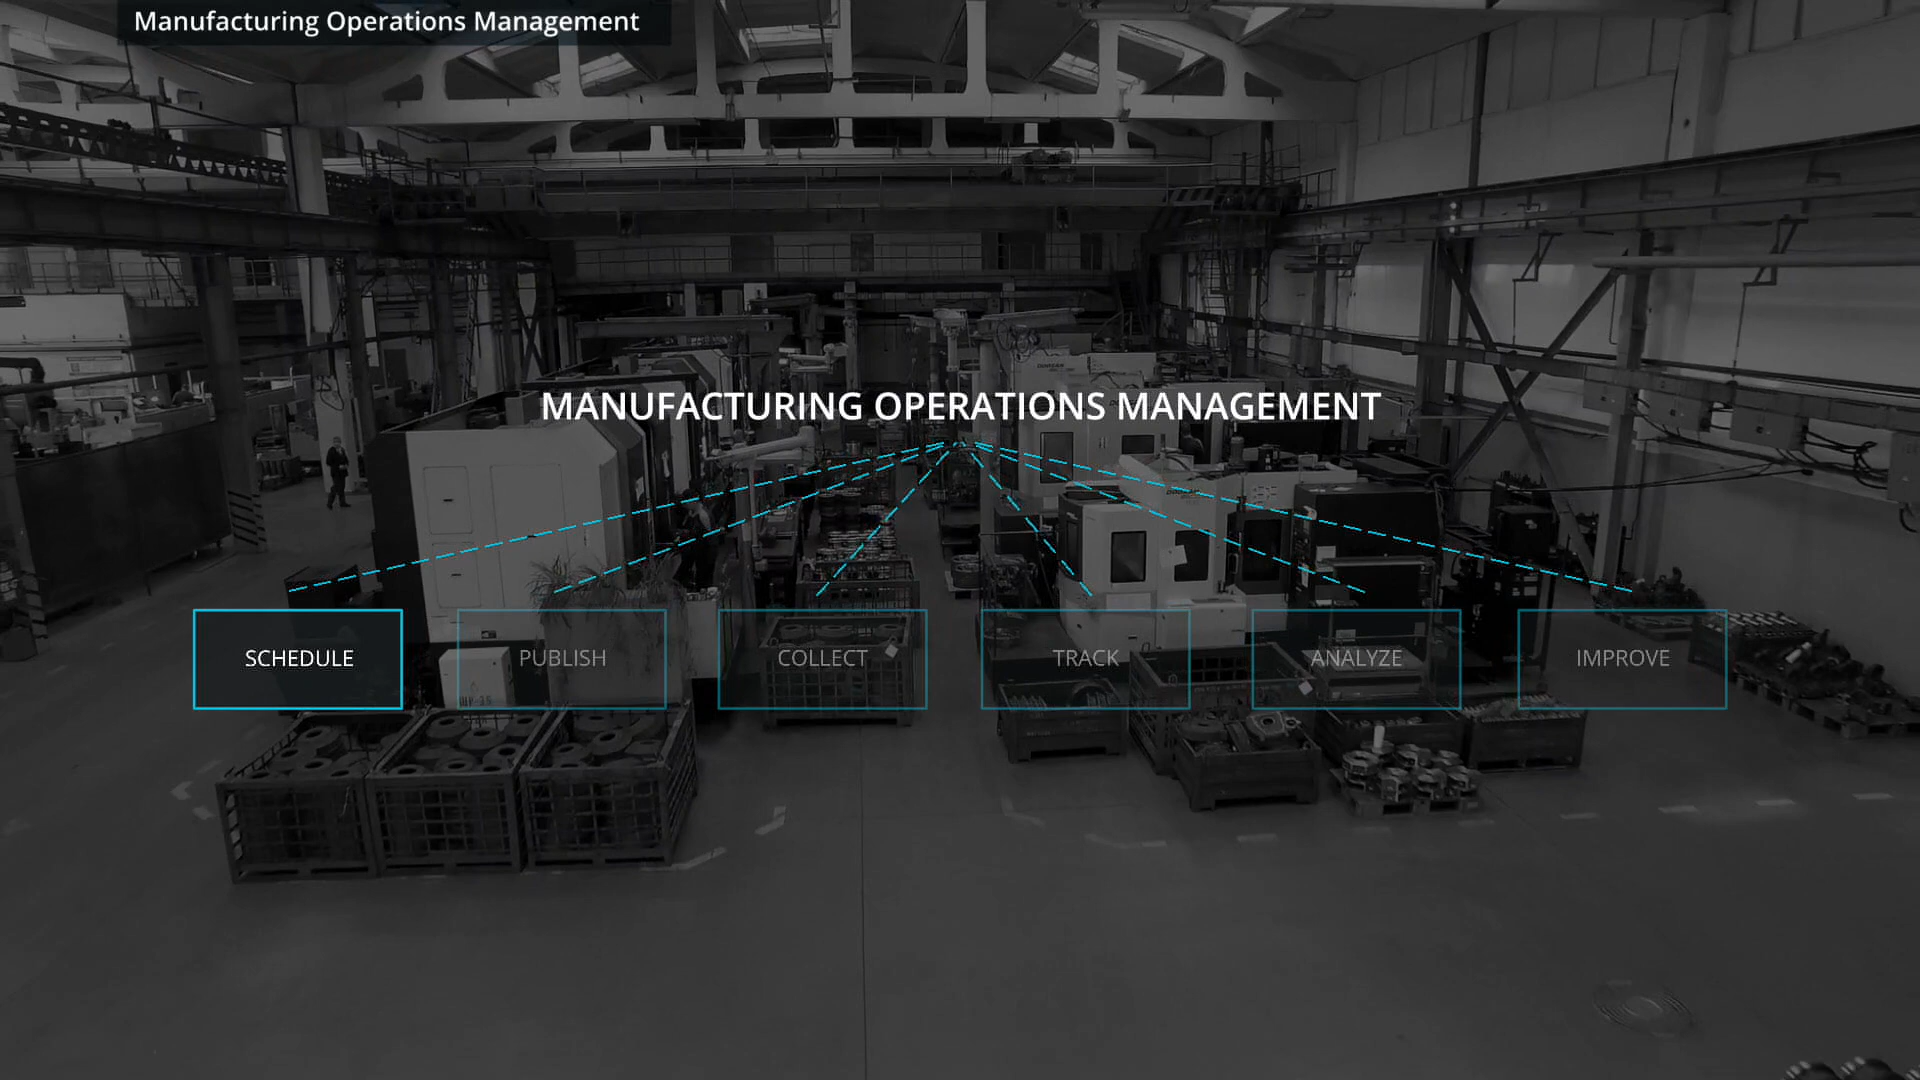 Manufacturing Operations Management
MANUFACTURING OPERATIONS MANAGEMENT
SCHEDULE
PUBLISH
COLLECT
TRACK
ANALYZE
IMPROVE